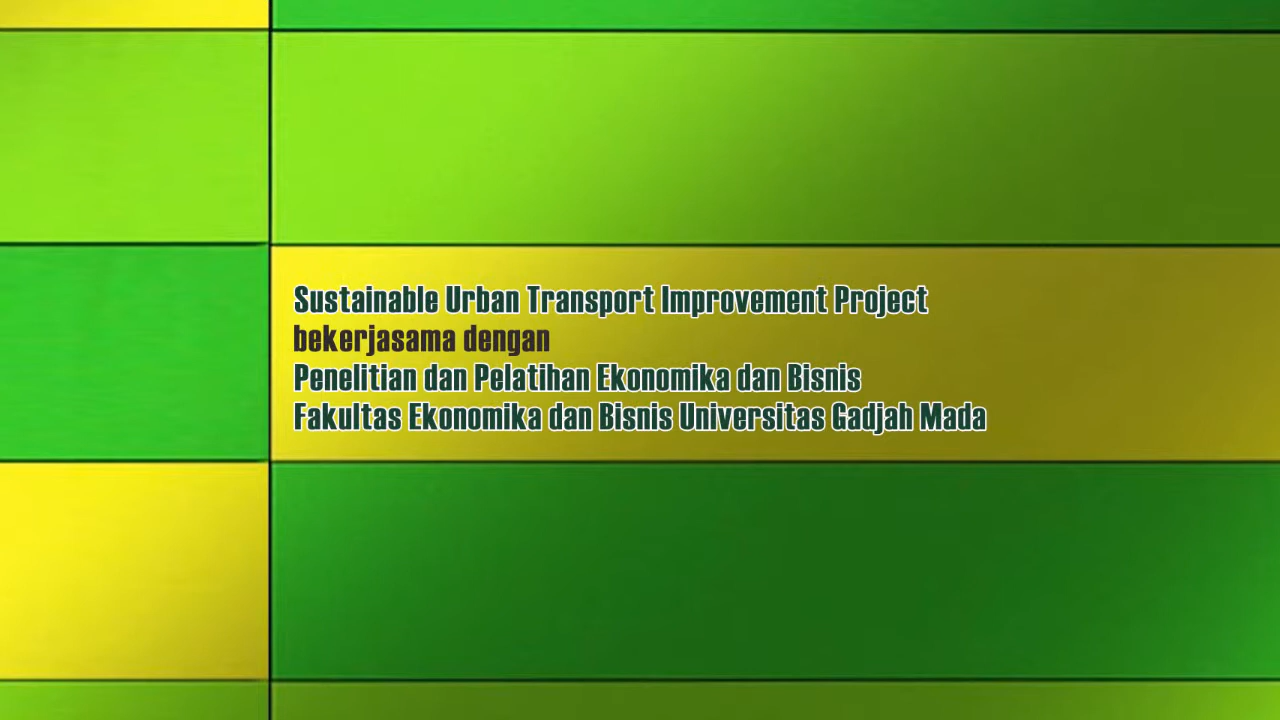 Sustainable Urban Transport Improvement Project
bekerjasama dengan
Penelitian dan Pelatihan Ekonomika dan Bisnis
Fakultas Ekonomika dan Bisnis Universitas Gadjah Mada